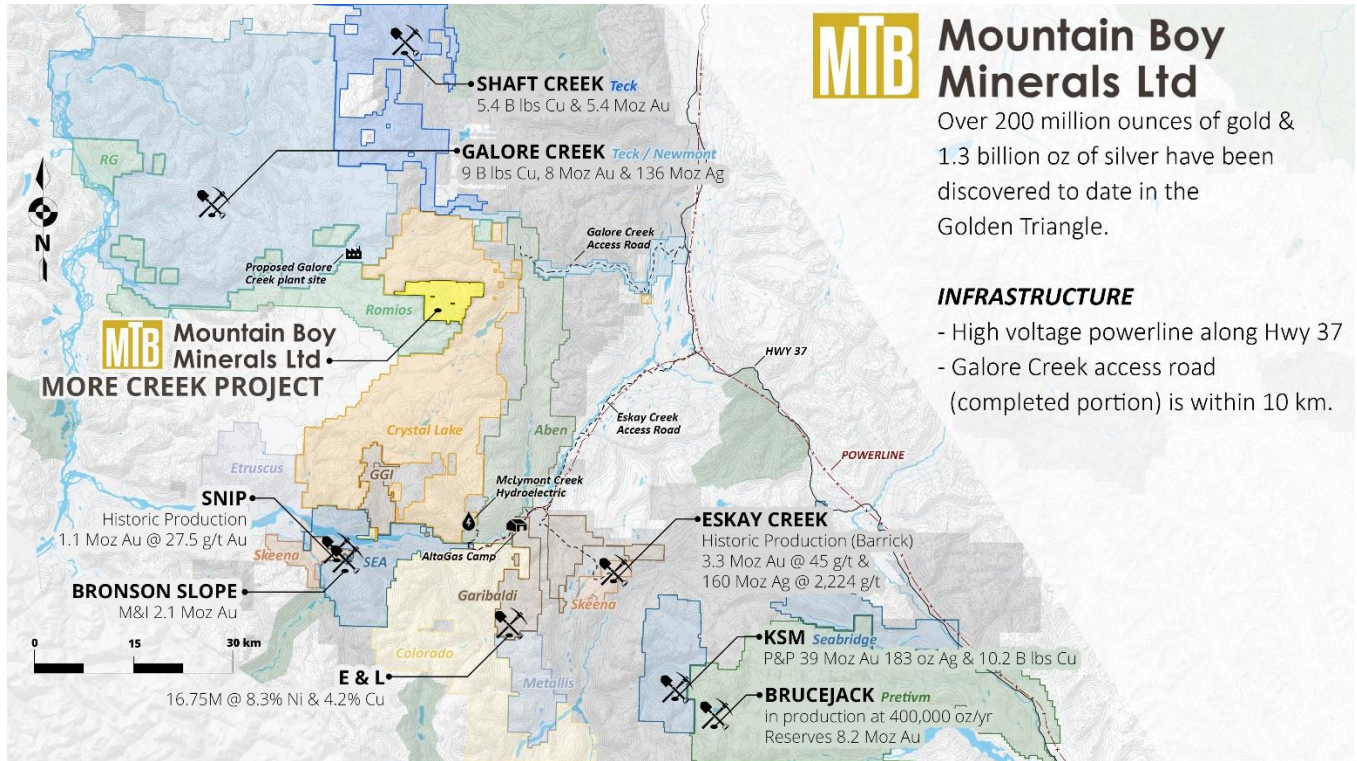 MTB
Mountain Boy
Minerals Ltd
Over 200 million ounces of gold &
1.3 billion oz of silver have been
discovered to date in the
Golden Triangle.
INFRASTRUCTURE
- High voltage powerline along Hwy 37
- Galore Creek access road
(completed portion) is within 10 km.
SHAFT CREEK Teck
5.4 B lbs Cu & 5.4 Moz Au
GALORE CREEK Teck / Newmont
9 B lbs Cu, 8 Moz Au & 136 Moz Ag
RG
N
Galore Creek
Access Road
Proposed Galore
Creek plant site
Romios
MTB
Mountain Boy
Minerals Ltd
MORE CREEK PROJECT
HWY 37
Eskay Creek
Access Road
Crystal Lake
Aben
POWERLINE
Etruscus
GGI
McLymont Creek
Hydroelectric
SNIP
Historic Production
1.1 Moz Au @ 27.5 g/t Au
Skeena
SEA
AltaGas Camp
ESKAY CREEK
Historic Production (Barrick)
3.3 Moz Au @ 45 g/t &
160 Moz Ag @ 2,224 g/t
BRONSON SLOPE
M&I 2.1 Moz Au
Garibaldi
Skeena
0 15 30 km
Colorado
KSM Seabridge
P&P 39 Moz Au 183 oz Ag & 10.2 B lbs Cu
E & L
16.75M @ 8.3% Ni & 4.2% Cu
Metallis
BRUCEJACK Pretivm
in production at 400,000 oz/yr
Reserves 8.2 Moz Au